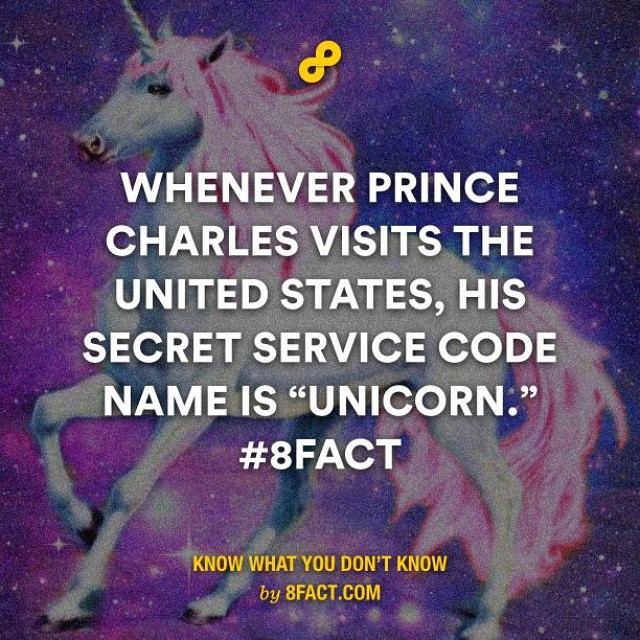 WHENEVER PRINCE
CHARLES VISITS THE
UNITED STATES, HIS
SECRET SERVICE CODE
NAME IS “UNICORN.”
#8FACT
KNOW WHAT YOU DON'T KNOW
by 8FACT.COM